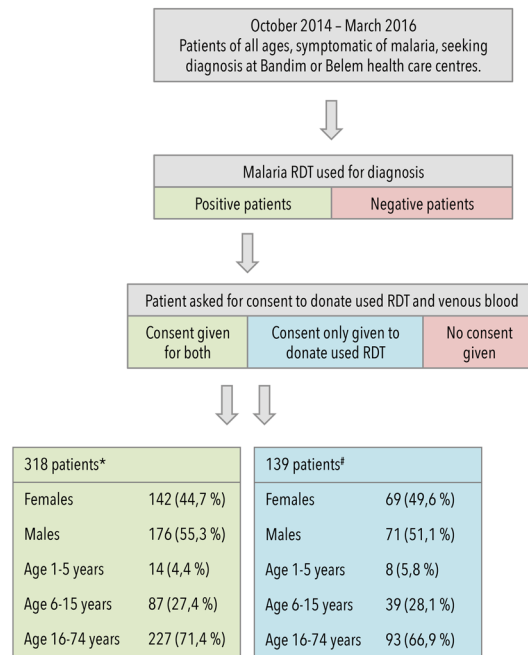 October 2014 – March 2016
Patients of all ages, symptomatic of malaria, seeking
diagnosis at Bandim or Belem health care centres.
Malaria RDT used for diagnosis
Positive patients
Negative patients
Patient asked for consent to donate used RDT and venous blood
Consent given
for both
Consent only given to
donate used RDT
No consent
given
318 patients*
Females 142 (44,7 %)
Males 176 (55,3 %)
Age 1-5 years 14 (4,4 %)
Age 6-15 years 87 (27,4 %)
Age 16-74 years 227 (71,4 %)
139 patients#
Females 69 (49,6 %)
Males 71 (51,1 %)
Age 1-5 years 8 (5,8 %)
Age 6-15 years 39 (28,1 %)
Age 16-74 years 93 (66,9 %)